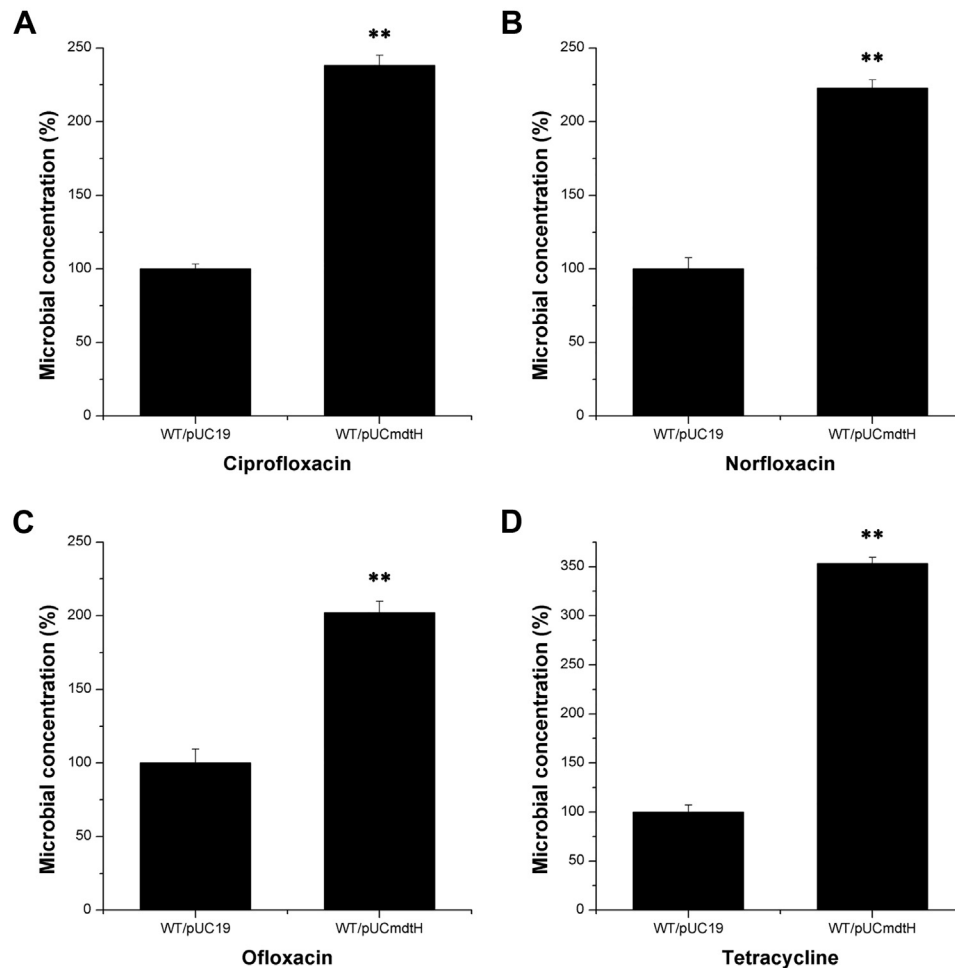 A
**
250
200
150
100
50
0
Microbial concentration (%)
WT/pUC19
WT/pUCmdtH
Ciprofloxacin
B
**
250
200
150
100
50
0
Microbial concentration (%)
WT/pUC19
WT/pUCmdtH
Norfloxacin
C
**
250
200
150
100
50
0
Microbial concentration (%)
WT/pUC19
WT/pUCmdtH
Ofloxacin
D
**
350
300
250
200
150
100
50
0
Microbial concentration (%)
WT/pUC19
WT/pUCmdtH
Tetracycline